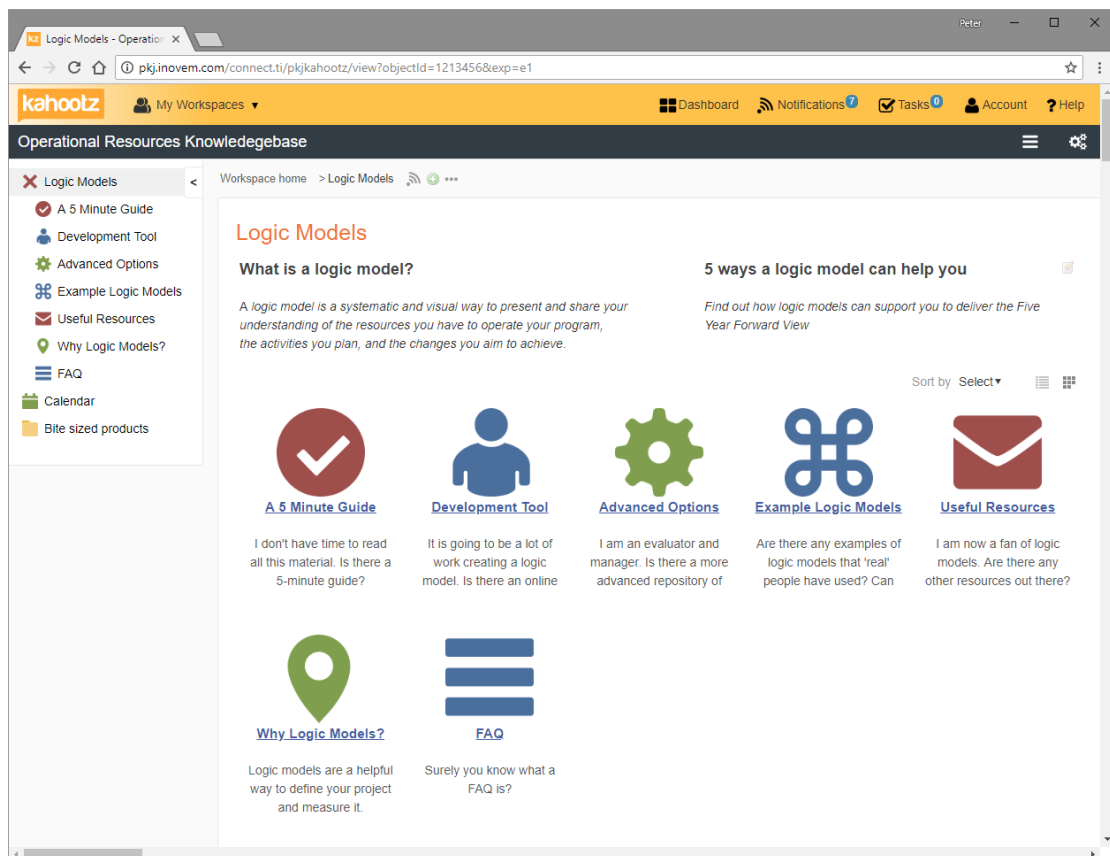 Peter
kz Logic Models - Operation
pkj.inovem.com/connect.ti/pkjkahootz/view?objectId=1213456&exp=e1
kahootz My Workspaces Dashboard Notifications 7 Tasks 0 Account ? Help
Operational Resources Knowledegebase
Logic Models <
A 5 Minute Guide
Development Tool
Advanced Options
Example Logic Models
Useful Resources
Why Logic Models?
FAQ
Calendar
Bite sized products
Workspace home > Logic Models
Logic Models
What is a logic model?
A logic model is a systematic and visual way to present and share your
understanding of the resources you have to operate your program,
the activities you plan, and the changes you aim to achieve.
5 ways a logic model can help you
Find out how logic models can support you to deliver the Five
Year Forward View
Sort by Select
A 5 Minute Guide
I don't have time to read
all this material. Is there a
5-minute guide?
Development Tool
It is going to be a lot of
work creating a logic
model. Is there an online
Advanced Options
I am an evaluator and
manager. Is there a more
advanced repository of
Example Logic Models
Are there any examples of
logic models that 'real'
people have used? Can
Useful Resources
I am now a fan of logic
models. Are there any
other resources out there?
Why Logic Models?
Logic models are a helpful
way to define your project
and measure it.
FAQ
Surely you know what a
FAQ is?